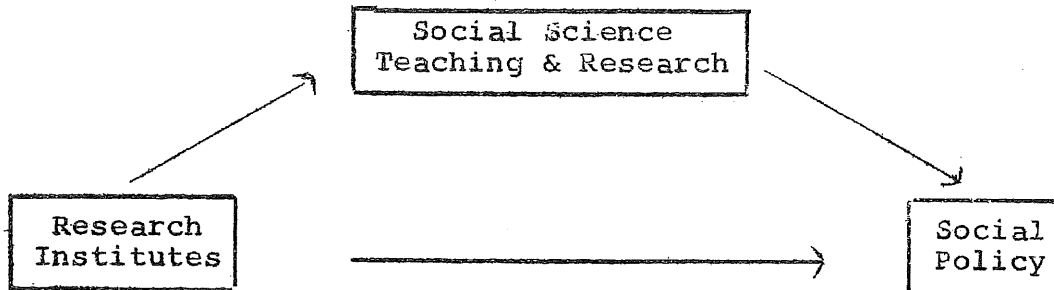 Social Science
Teaching & Research
Research
Institutes
Social
Policy